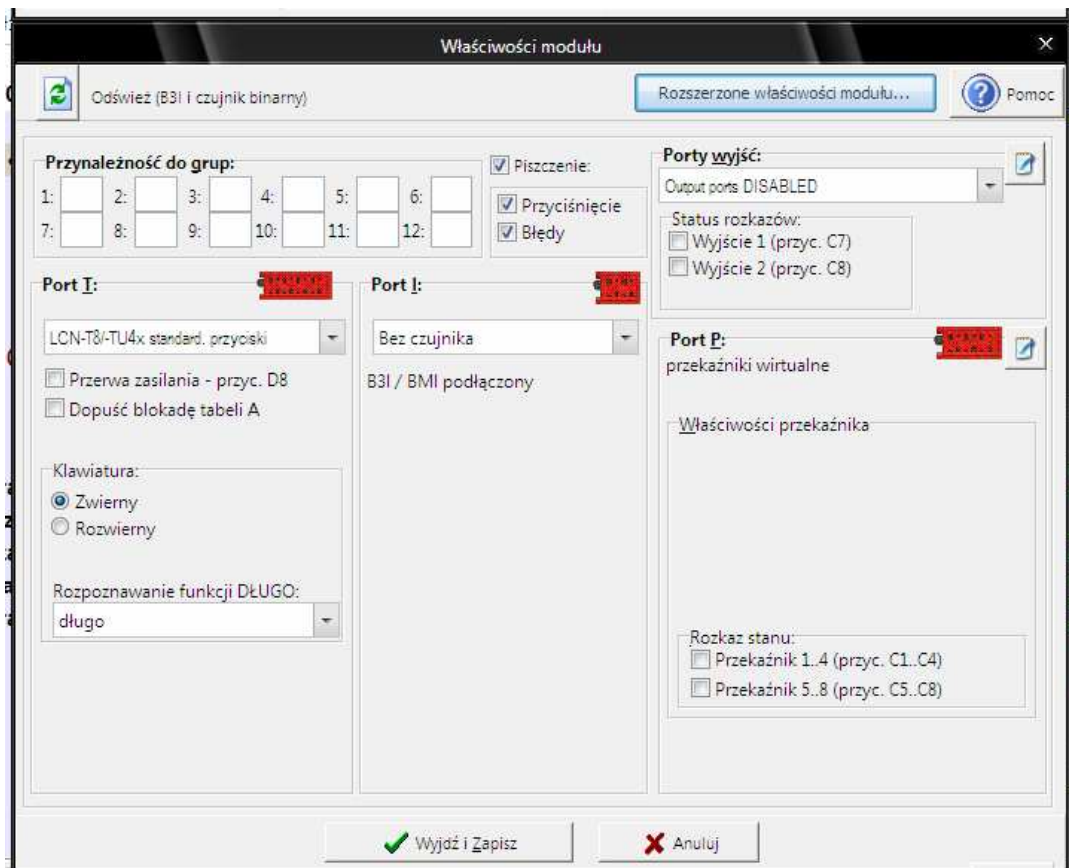 Właściwości modułu
Odśwież (B3I i czujnik binarny)
Rozszerzone właściwości modułu...
Pomoc
Przynależność do grup:
1: 2: 3: 4: 5: 6:
7: 8: 9: 10: 11: 12:
Piszczenie:
Przyciśnięcie
Błędy
Porty wyjść:
Output ports DISABLED
Status rozkazów:
Wyjście 1 (przyc. C7)
Wyjście 2 (przyc. C8)
Port T:
LCN-T8/-TU4x standard. przyciski
Przerwa zasilania - przyc. D8
Dopuść blokadę tabeli A
Klawiatura:
Zwierny
Rozwierny
Rozpoznawanie funkcji DŁUGO:
długo
Port I:
Bez czujnika
B3I / BMI podłączony
Port P:
przekaźniki wirtualne
Właściwości przekaźnika
Rozkaz stanu:
Przekaźnik 1..4 (przyc. C1..C4)
Przekaźnik 5..8 (przyc. C5..C8)
Wyjdź i Zapisz
Anuluj